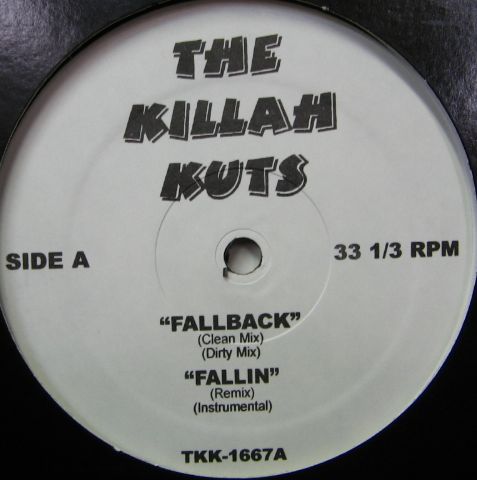 THE
KILLAH
KUTS
SIDE A
33 1/3 RPM
“FALLBACK”
(Clean Mix)
(Dirty Mix)
“FALLIN”
(Remix)
(Instrumental)
TKK-1667A